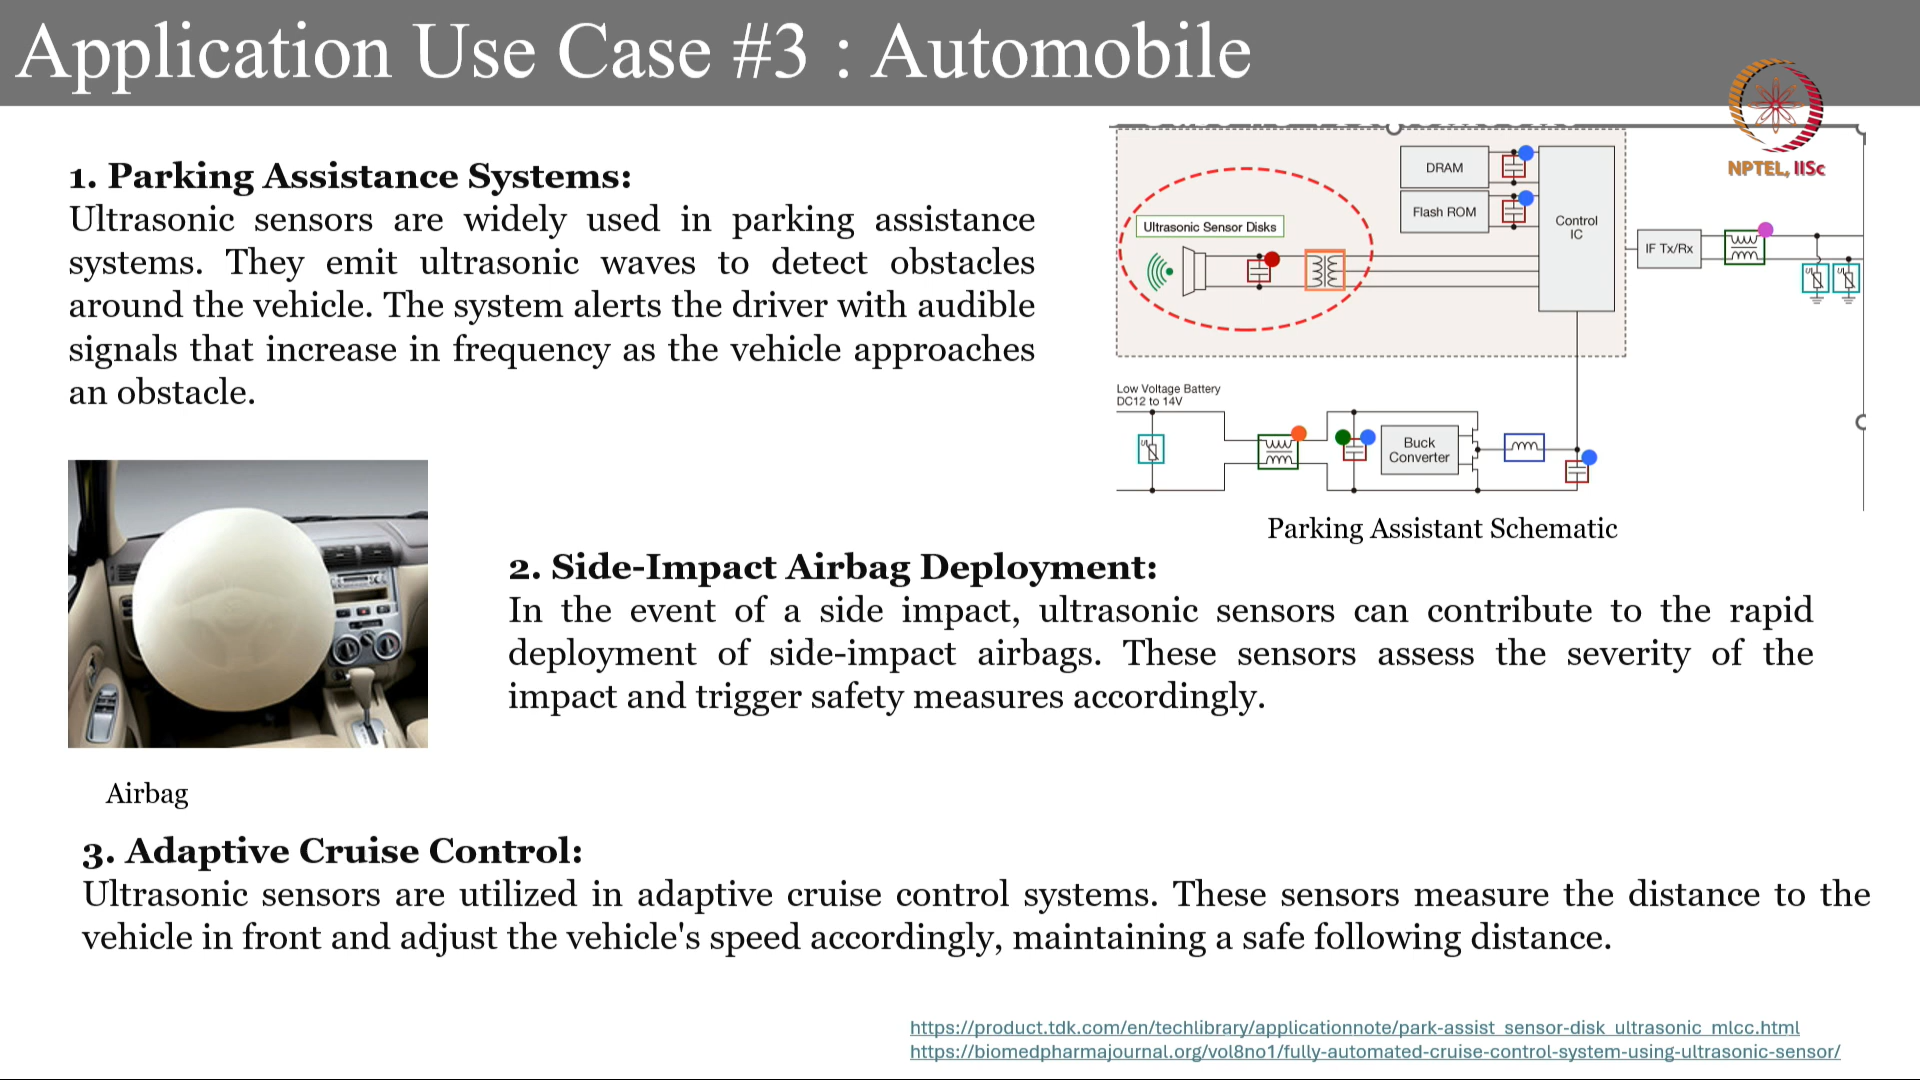 Application Use Case #3 : Automobile
NPTEL, IISc
1. Parking Assistance Systems:
Ultrasonic sensors are widely used in parking assistance
systems. They emit ultrasonic waves to detect obstacles
around the vehicle. The system alerts the driver with audible
signals that increase in frequency as the vehicle approaches
an obstacle.
DRAM
Flash ROM
Control
IC
Ultrasonic Sensor Disks
IF Tx/Rx
Low Voltage Battery
DC12 to 14V
Buck
Converter
Parking Assistant Schematic
2. Side-Impact Airbag Deployment:
In the event of a side impact, ultrasonic sensors can contribute to the rapid
deployment of side-impact airbags. These sensors assess the severity of the
impact and trigger safety measures accordingly.
Airbag
3. Adaptive Cruise Control:
Ultrasonic sensors are utilized in adaptive cruise control systems. These sensors measure the distance to the
vehicle in front and adjust the vehicle's speed accordingly, maintaining a safe following distance.
https://product.tdk.com/en/techlibrary/applicationnote/park-assist_sensor-disk_ultrasonic_mlcc.html
https://biomedpharmajournal.org/vol8no1/fully-automated-cruise-control-system-using-ultrasonic-sensor/